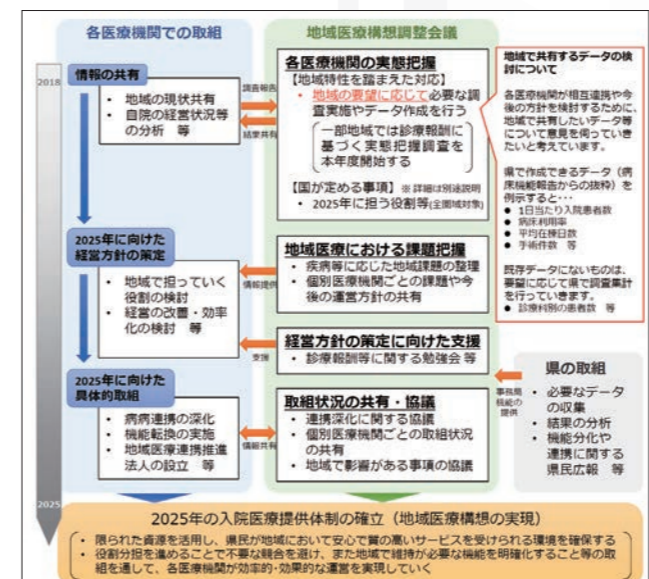 各医療機関での取組
地域医療構想調整会議
2018
情報の共有
• 地域の現状共有
• 自院の経営状況等
の分析 等
調査報告
結果共有
各医療機関の実態把握
【地域特性を踏まえた対応】
• 地域の要望に応じて必要な調
査実施やデータ作成を行う
一部地域では診療報酬に
基づく実態把握調査を
本年度開始する
【国が定める事項】※ 詳細は別途説明
• 2025年に担う役割等(全圏域対象)
地域で共有するデータの検
討について
各医療機関が相互連携や今
後の方針を検討するために、
地域で共有したいデータ等
について意見を伺っていき
たいと考えています。
県で作成できるデータ（病
床機能報告からの抜粋）を
例示すると・・・
● 1日当たり入院患者数
● 病床利用率
● 平均在棟日数
● 手術件数 等
既存データにないものは、
要望に応じて県で調査集計
を行っていきます。
● 診療科別の患者数 等
2025年に向けた
経営方針の策定
• 地域で担っていく
役割の検討
• 経営の改善・効率
化の検討 等
情報提供
地域医療における課題把握
• 疾病等に応じた地域課題の整理
• 個別医療機関ごとの課題や今
後の運営方針の共有
支援
経営方針の策定に向けた支援
• 診療報酬等に関する勉強会 等
2025年に向けた
具体的取組
• 病病連携の深化
• 機能転換の実施
• 地域医療連携推進
法人の設立 等
情報共有
取組状況の共有・協議
• 連携深化に関する協議
• 個別医療機関ごとの取組状況
の共有
• 地域で影響がある事項の協議
事務局
機能の
提供
県の取組
• 必要なデータ
の収集
• 結果の分析
• 機能分化や
連携に関する
県民広報 等
2025
2025年の入院医療提供体制の確立（地域医療構想の実現）
• 限られた資源を活用し、県民が地域において安心で質の高いサービスを受けられる環境を確保する
• 役割分担を進めることで不要な競合を避け、また地域で維持が必要な機能を明確化すること等の取
組を通して、各医療機関が効率的・効果的な運営を実現していく